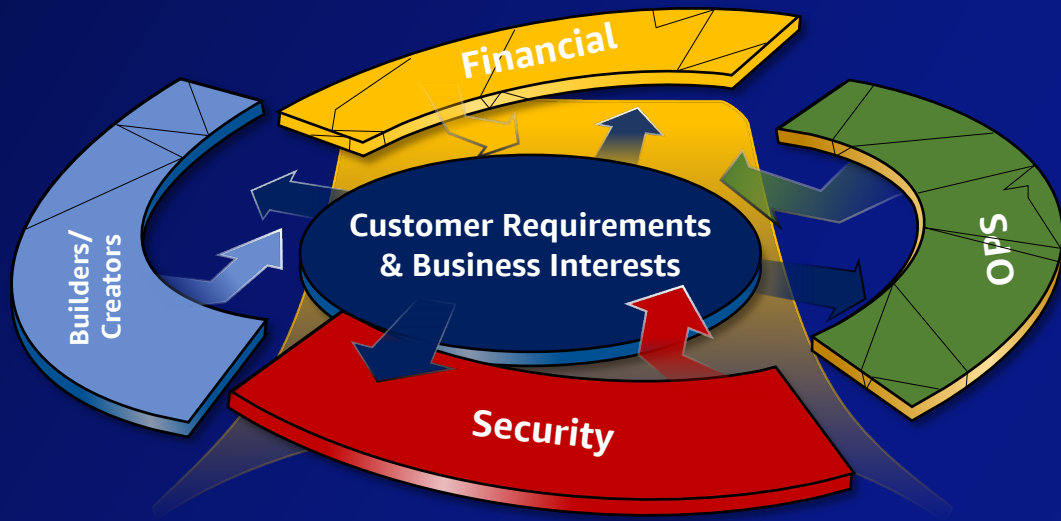 Financial
Builders/
Creators
Customer Requirements
& Business Interests
OPS
Security